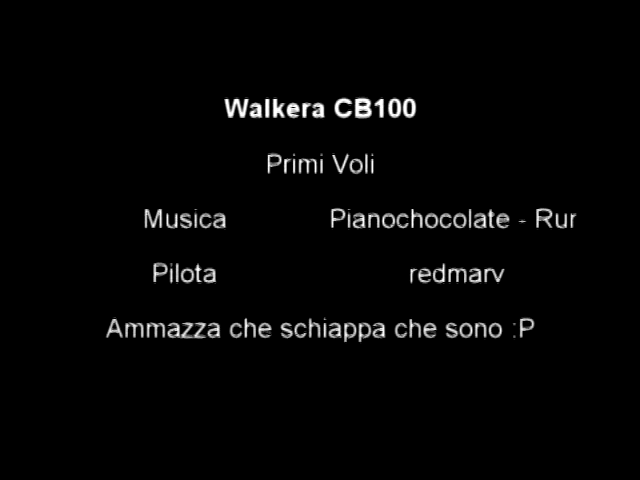 Walkera CB100
Primi Voli
Musica Pianochocolate - Rur
Pilota redmarv
Ammazza che schiappa che sono :P